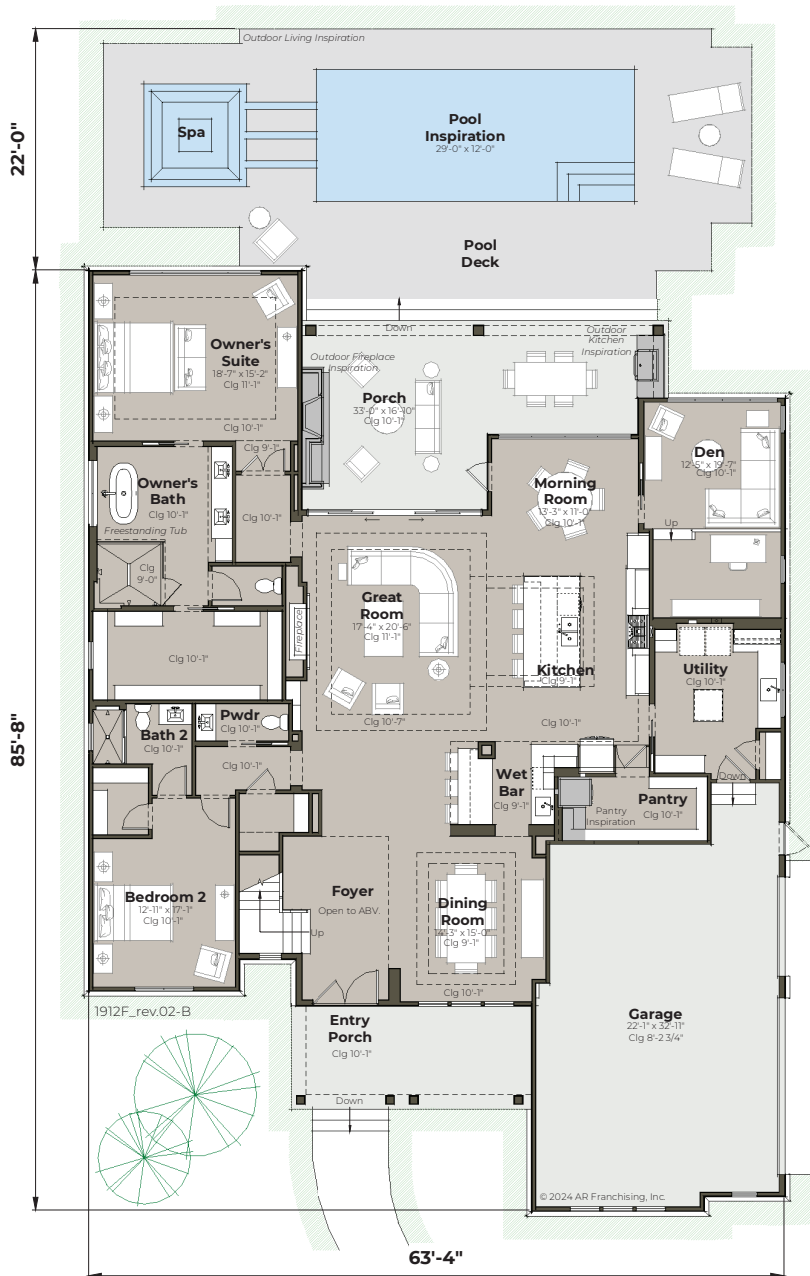 Outdoor Living Inspiration
22'-0"
Spa
Pool
Inspiration
29'-0" x 12'-0"
Pool
Deck
Down
Outdoor
Kitchen
Inspiration
Owner's
Suite
18'-7" x 15'-2"
Clg 11'-1"
Clg 10'-1"
Outdoor Fireplace
Inspiration
Porch
33'-0" x 16'-10"
Clg 10'-1"
Clg 9'-1"
Den
12'-5" x 19'-7"
Clg 10'-1"
Up
Owner's
Bath
Clg 10'-1"
Freestanding Tub
Clg 10'-1"
Morning
Room
13'-3" x 11'-0"
Clg 10'-1"
Clg
9'-0"
Great
Room
17'-4" x 20'-6"
Clg 11'-1"
Fireplace
Clg 10'-1"
Kitchen
Clg 9'-1"
Utility
Clg 10'-1"
Clg 10'-7"
Clg 10'-1"
Pwdr
Clg 10'-1"
Bath 2
Clg 10'-1"
85'-8"
Clg 10'-1"
Wet
Bar
Clg 9'-1"
Down
Pantry
Clg 10'-1"
Pantry
Inspiration
Bedroom 2
12'-11" x 17'-1"
Clg 10'-1"
Foyer
Open to ABV.
Up
Dining
Room
14'-3" x 15'-0"
Clg 9'-1"
Clg 10'-1"
1912F_rev.02-B
Entry
Porch
Clg 10'-1"
Garage
22'-1" x 32'-11"
Clg 8'-2 3/4"
Down
© 2024 AR Franchising, Inc.
63'-4"